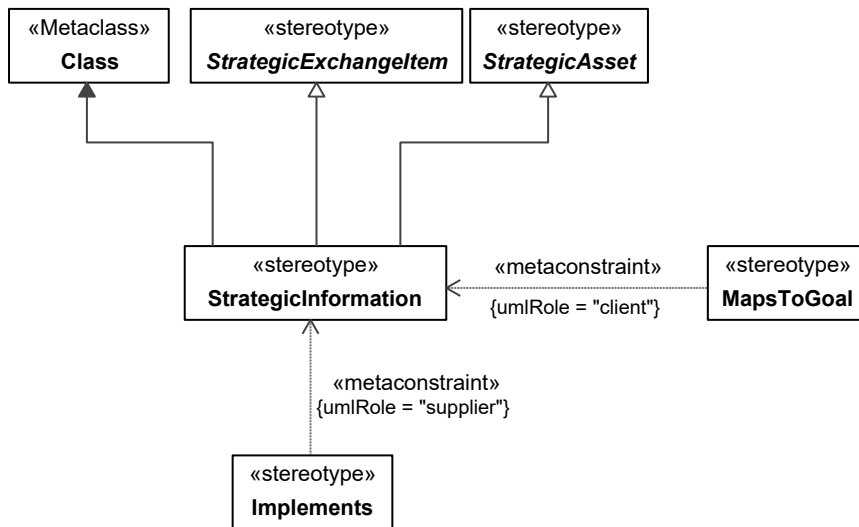 «Metaclass»
Class
«stereotype»
StrategicExchangeItem
«stereotype»
StrategicAsset
«stereotype»
StrategicInformation
«metaconstraint»
{umlRole = "client"}
«stereotype»
MapsToGoal
«metaconstraint»
{umlRole = "supplier"}
«stereotype»
Implements